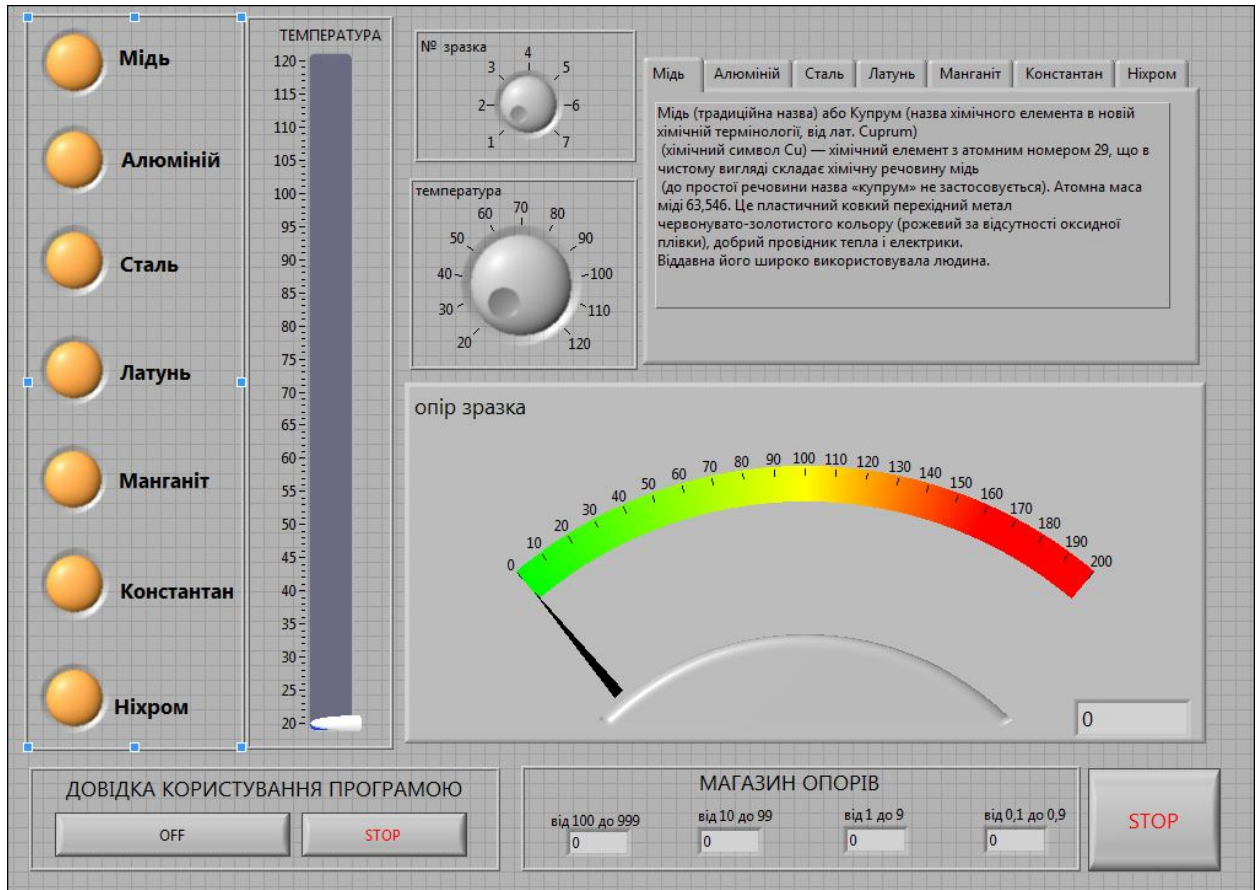 Мідь
Алюміній
Сталь
Латунь
Манганіт
Константан
Ніхром
ТЕМПЕРАТУРА
120
115
110
105
100
95
90
85
80
75
70
65
60
55
50
45
40
35
30
25
20
№ зразка
1 2 3 4 5 6 7
температура
20 30 40 50 60 70 80 90 100 110 120
Мідь Алюміній Сталь Латунь Манганіт Константан Ніхром
Мідь (традиційна назва) або Купрум (назва хімічного елемента в новій
хімічній термінології, від лат. Cuprum)
(хімічний символ Cu) — хімічний елемент з атомним номером 29, що в
чистому вигляді складає хімічну речовину мідь
(до простої речовини назва «купрум» не застосовується). Атомна маса
міді 63,546. Це пластичний ковкий перехідний метал
червонувато-золотистого кольору (рожевий за відсутності оксидної
плівки), добрий провідник тепла і електрики.
Віддавна його широко використовувала людина.
опір зразка
0 10 20 30 40 50 60 70 80 90 100 110 120 130 140 150 160 170 180 190 200
0
ДОВІДКА КОРИСТУВАННЯ ПРОГРАМОЮ
OFF STOP
МАГАЗИН ОПОРІВ
від 100 до 999 від 10 до 99 від 1 до 9 від 0,1 до 0,9
0 0 0 0
STOP